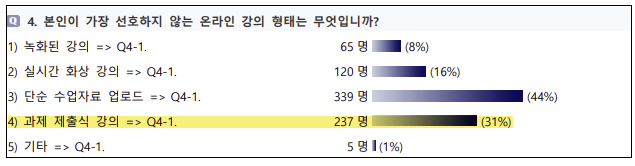 Q 4. 본인이 가장 선호하지 않는 온라인 강의 형태는 무엇입니까?
1) 녹화된 강의 => Q4-1. 65 명 (8%)
2) 실시간 화상 강의 => Q4-1. 120 명 (16%)
3) 단순 수업자료 업로드 => Q4-1. 339 명 (44%)
4) 과제 제출식 강의 => Q4-1. 237 명 (31%)
5) 기타 => Q4-1. 5 명 (1%)